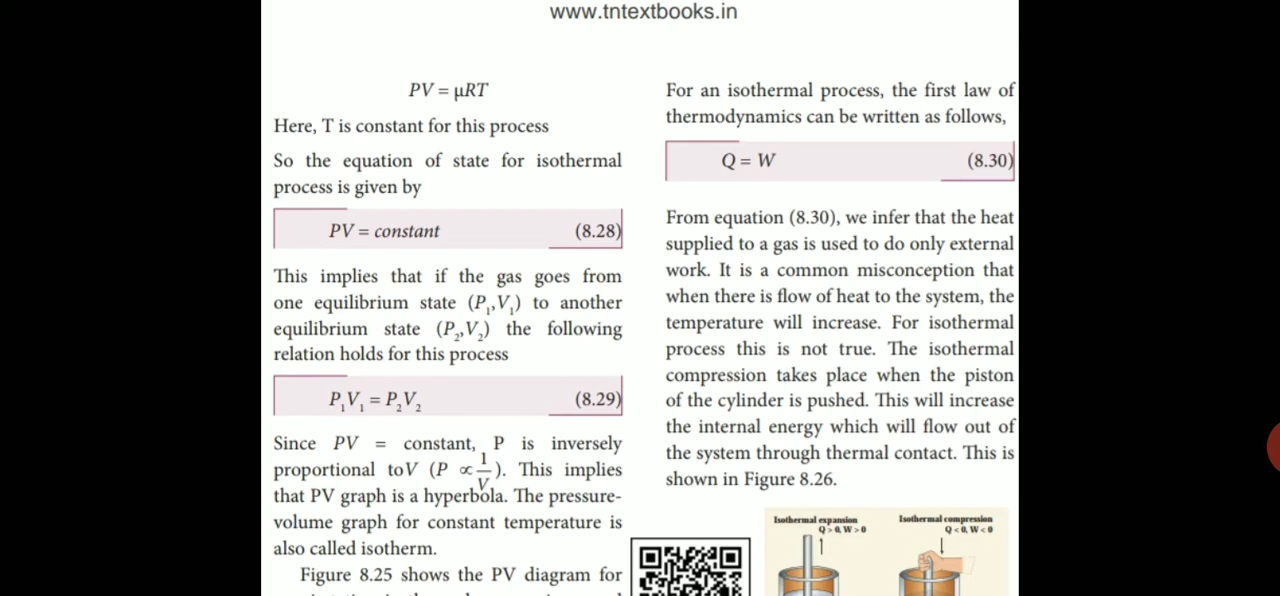 www.tntextbooks.in
PV = μRT
Here, T is constant for this process
So the equation of state for isothermal
process is given by
PV = constant (8.28)
This implies that if the gas goes from
one equilibrium state (P₁,V₁) to another
equilibrium state (P₂,V₂) the following
relation holds for this process
P₁V₁ = P₂V₂ (8.29)
Since PV = constant, P is inversely
proportional toV (P ∝ 1/V). This implies
that PV graph is a hyperbola. The pressure-
volume graph for constant temperature is
also called isotherm.
Figure 8.25 shows the PV diagram for
For an isothermal process, the first law of
thermodynamics can be written as follows,
Q = W (8.30)
From equation (8.30), we infer that the heat
supplied to a gas is used to do only external
work. It is a common misconception that
when there is flow of heat to the system, the
temperature will increase. For isothermal
process this is not true. The isothermal
compression takes place when the piston
of the cylinder is pushed. This will increase
the internal energy which will flow out of
the system through thermal contact. This is
shown in Figure 8.26.
Isothermal expansion
Q > 0, W > 0
Isothermal compression
Q < 0, W < 0